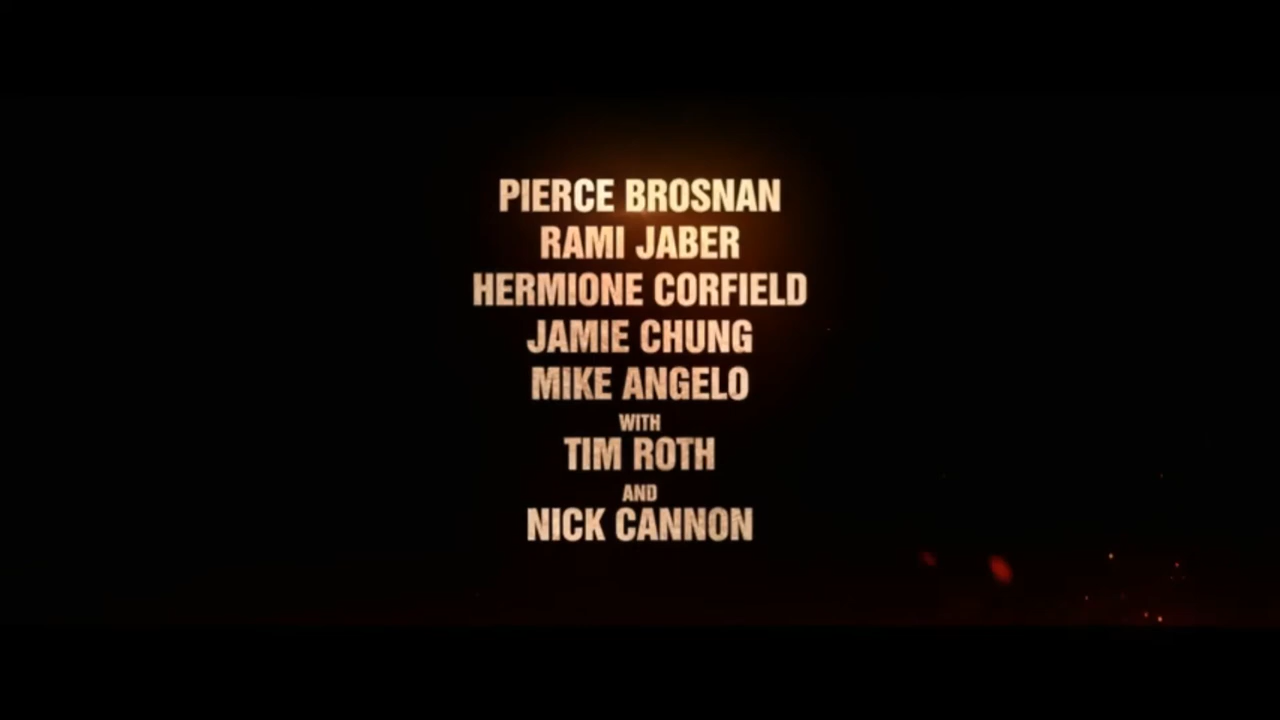 PIERCE BROSNAN
RAMI JABER
HERMIONE CORFIELD
JAMIE CHUNG
MIKE ANGELO
WITH
TIM ROTH
AND
NICK CANNON